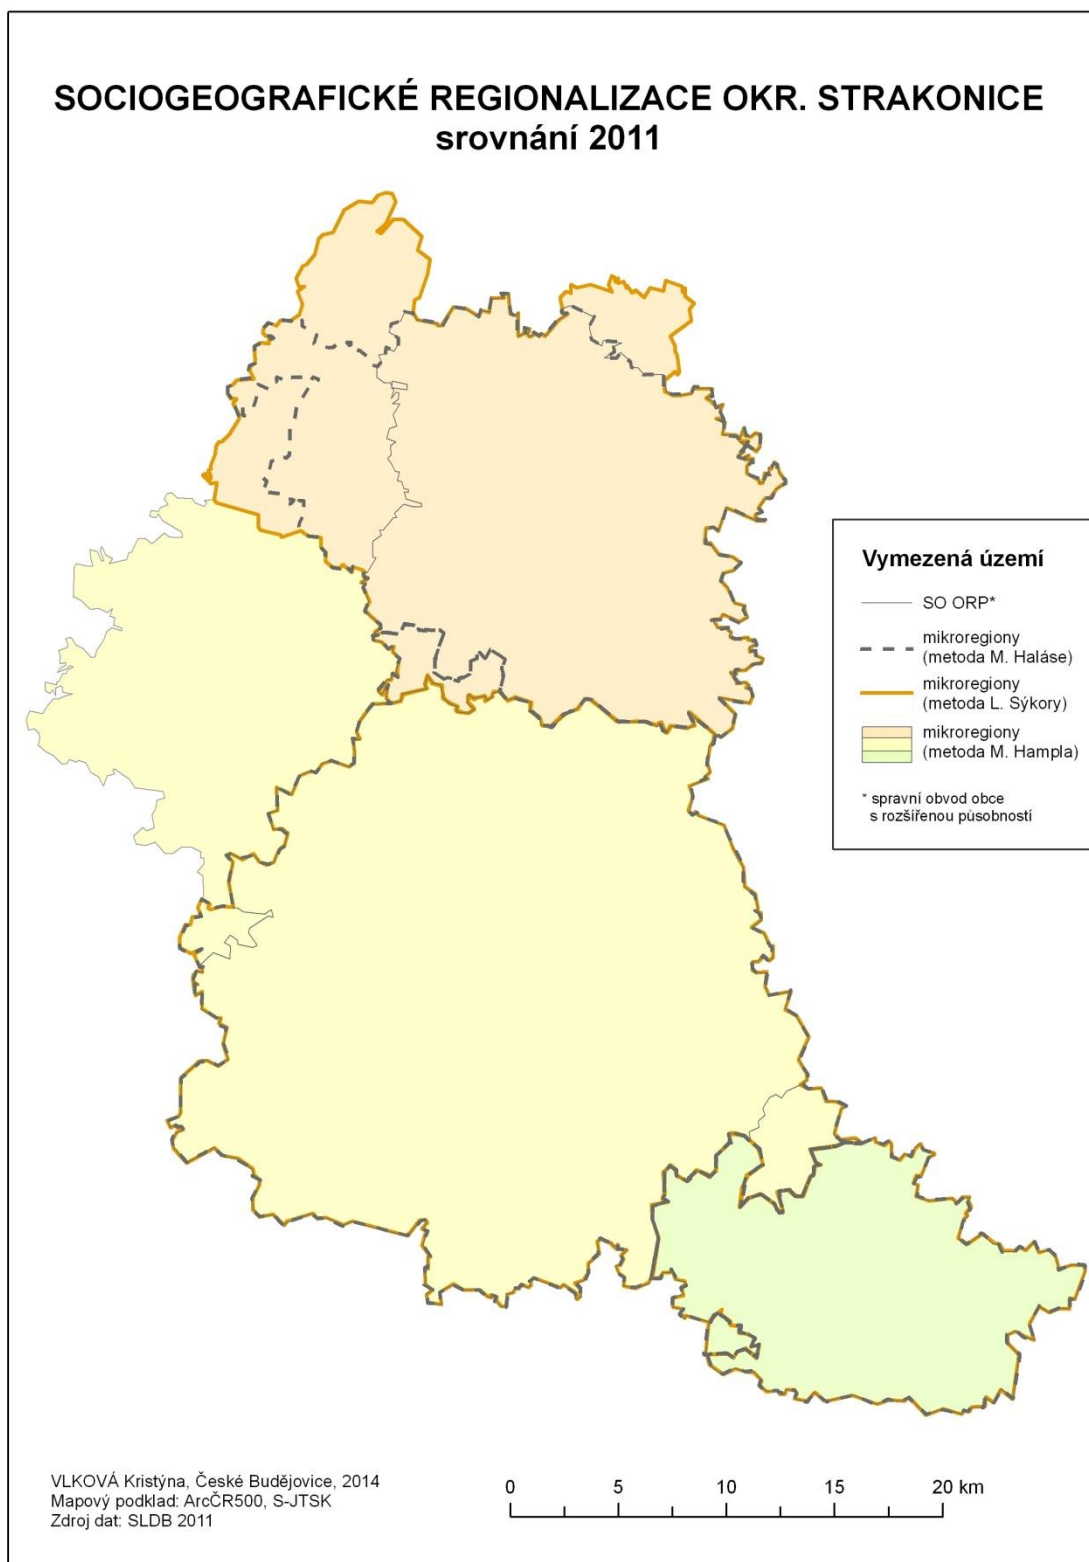 SOCIOGEOGRAFICKÉ REGIONALIZACE OKR. STRAKONICE
srovnání 2011
Vymezená území
SO ORP*
mikroregiony
(metoda M. Haláse)
mikroregiony
(metoda L. Sýkory)
mikroregiony
(metoda M. Hampla)
* spravní obvod obce
s rozšířenou působností
VLKOVÁ Kristýna, České Budějovice, 2014
Mapový podklad: ArcČR500, S-JTSK
Zdroj dat: SLDB 2011
0 5 10 15 20 km